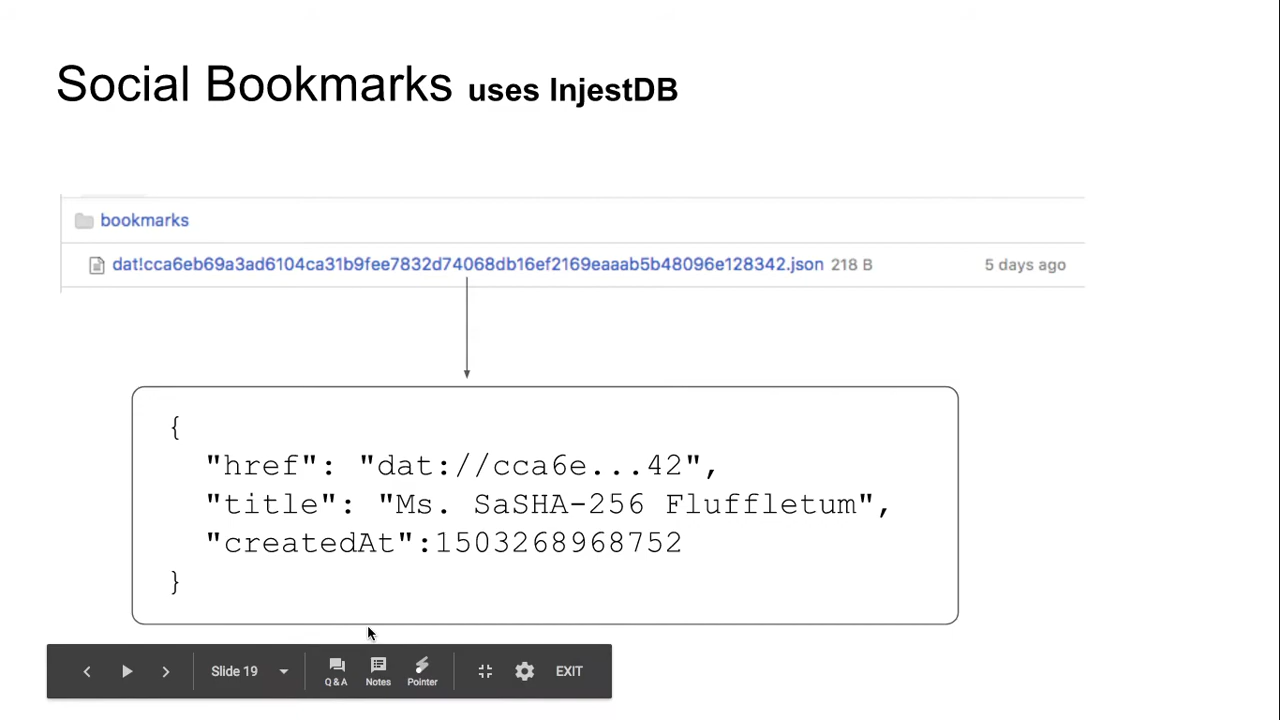 Social Bookmarks uses InjestDB
bookmarks
dat!cca6eb69a3ad6104ca31b9fee7832d74068db16ef2169eaaab5b48096e128342.json 218 B 5 days ago
{
"href": "dat://cca6e...42",
"title": "Ms. SaSHA-256 Fluffletum",
"createdAt":1503268968752
}
Slide 19 Q&A Notes Pointer EXIT